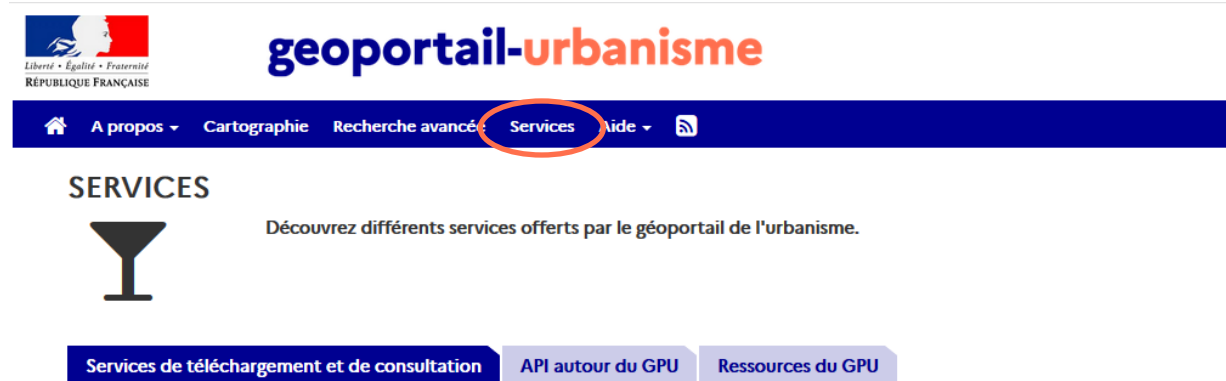 Liberté • Égalité • Fraternité
RÉPUBLIQUE FRANÇAISE
geoportail-urbanisme
A propos Cartographie Recherche avancée Services Aide
SERVICES
Découvrez différents services offerts par le géoportail de l'urbanisme.
Services de téléchargement et de consultation API autour du GPU Ressources du GPU